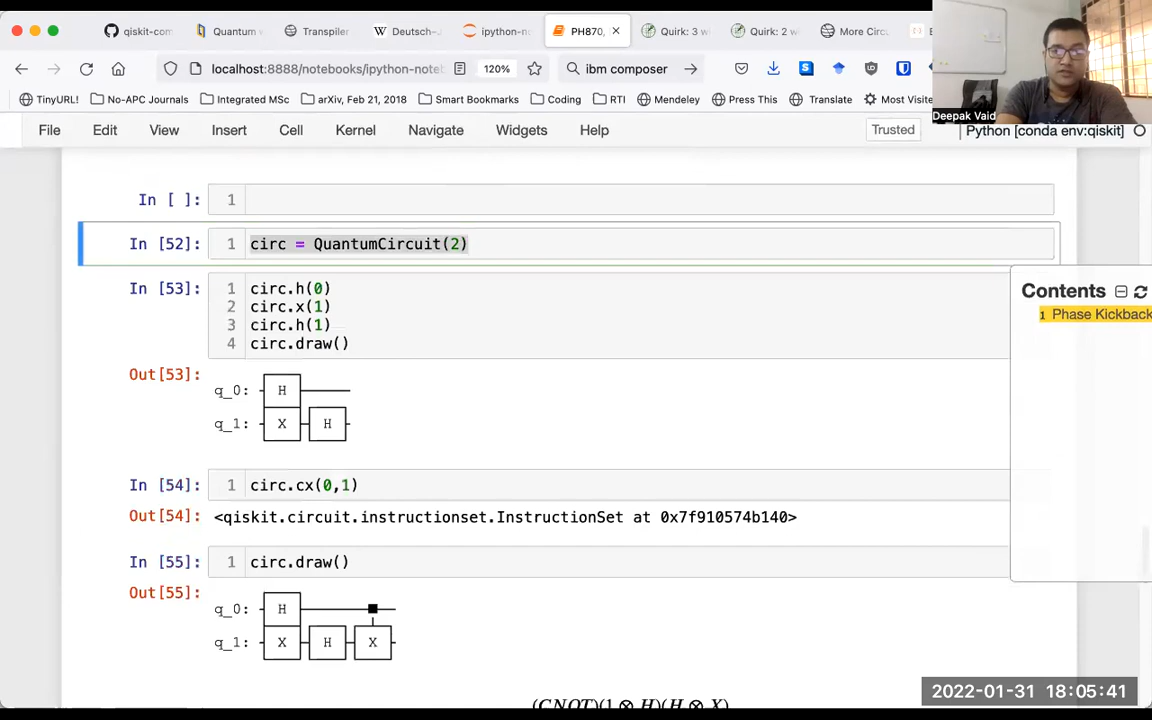 qiskit-com
Quantum
Transpiler
Deutsch-J
ipython-n
PH870,
Quirk: 3 w
Quirk: 2 w
More Circu
localhost:8888/notebooks/ipython-noteb
120%
ibm composer
TinyURL!
No-APC Journals
Integrated MSc
arXiv, Feb 21, 2018
Smart Bookmarks
Coding
RTI
Mendeley
Press This
Translate
Most Visite
Deepak Vaid
File
Edit
View
Insert
Cell
Kernel
Navigate
Widgets
Help
Trusted
Python [conda env:qiskit]
In [ ]:
1
In [52]:
1 circ = QuantumCircuit(2)
Contents
1 Phase Kickback
In [53]:
1 circ.h(0)
2 circ.x(1)
3 circ.h(1)
4 circ.draw()
Out[53]:
q_0: H
q_1: X H
In [54]:
1 circ.cx(0,1)
Out[54]: <qiskit.circuit.instructionset.InstructionSet at 0x7f910574b140>
In [55]:
1 circ.draw()
Out[55]:
q_0: H
q_1: X H X
(CNOT)(1 ⊗ H)(H ⊗ X)
2022-01-31 18:05:41